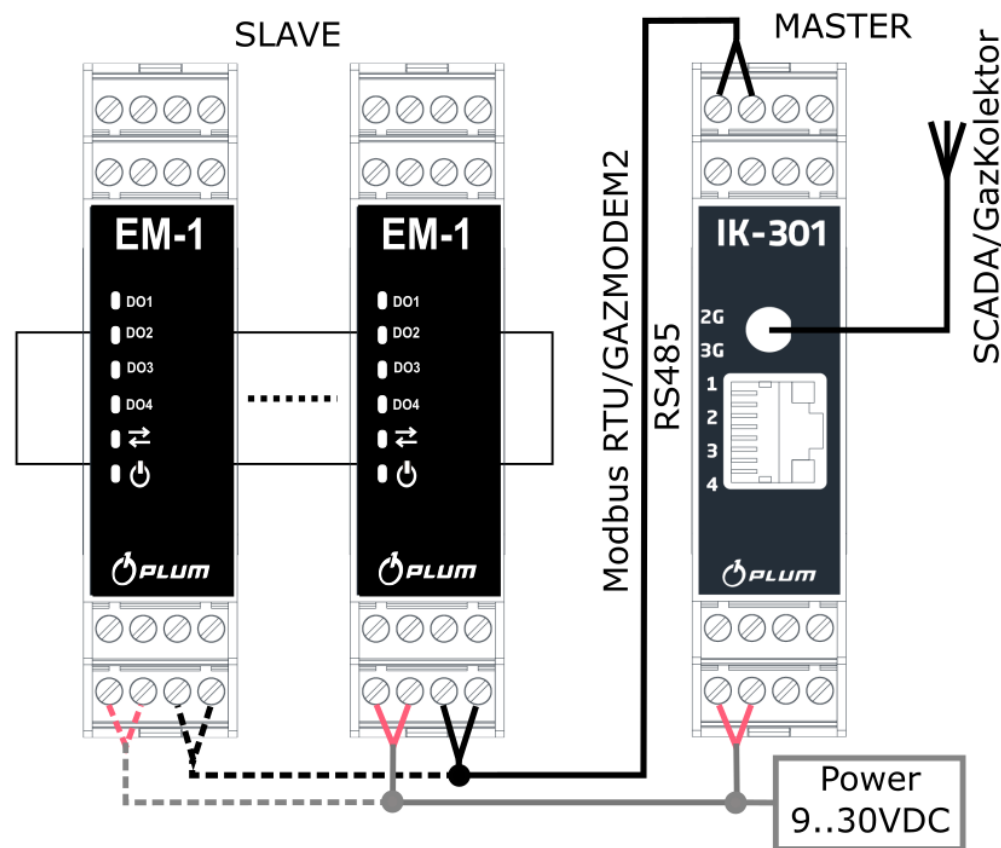 SLAVE
MASTER
EM-1
DO1
DO2
DO3
DO4
PLUM
EM-1
DO1
DO2
DO3
DO4
PLUM
Modbus RTU/GAZMODEM2
RS485
IK-301
2G
3G
1
2
3
4
PLUM
SCADA/GazKolektor
Power
9..30VDC